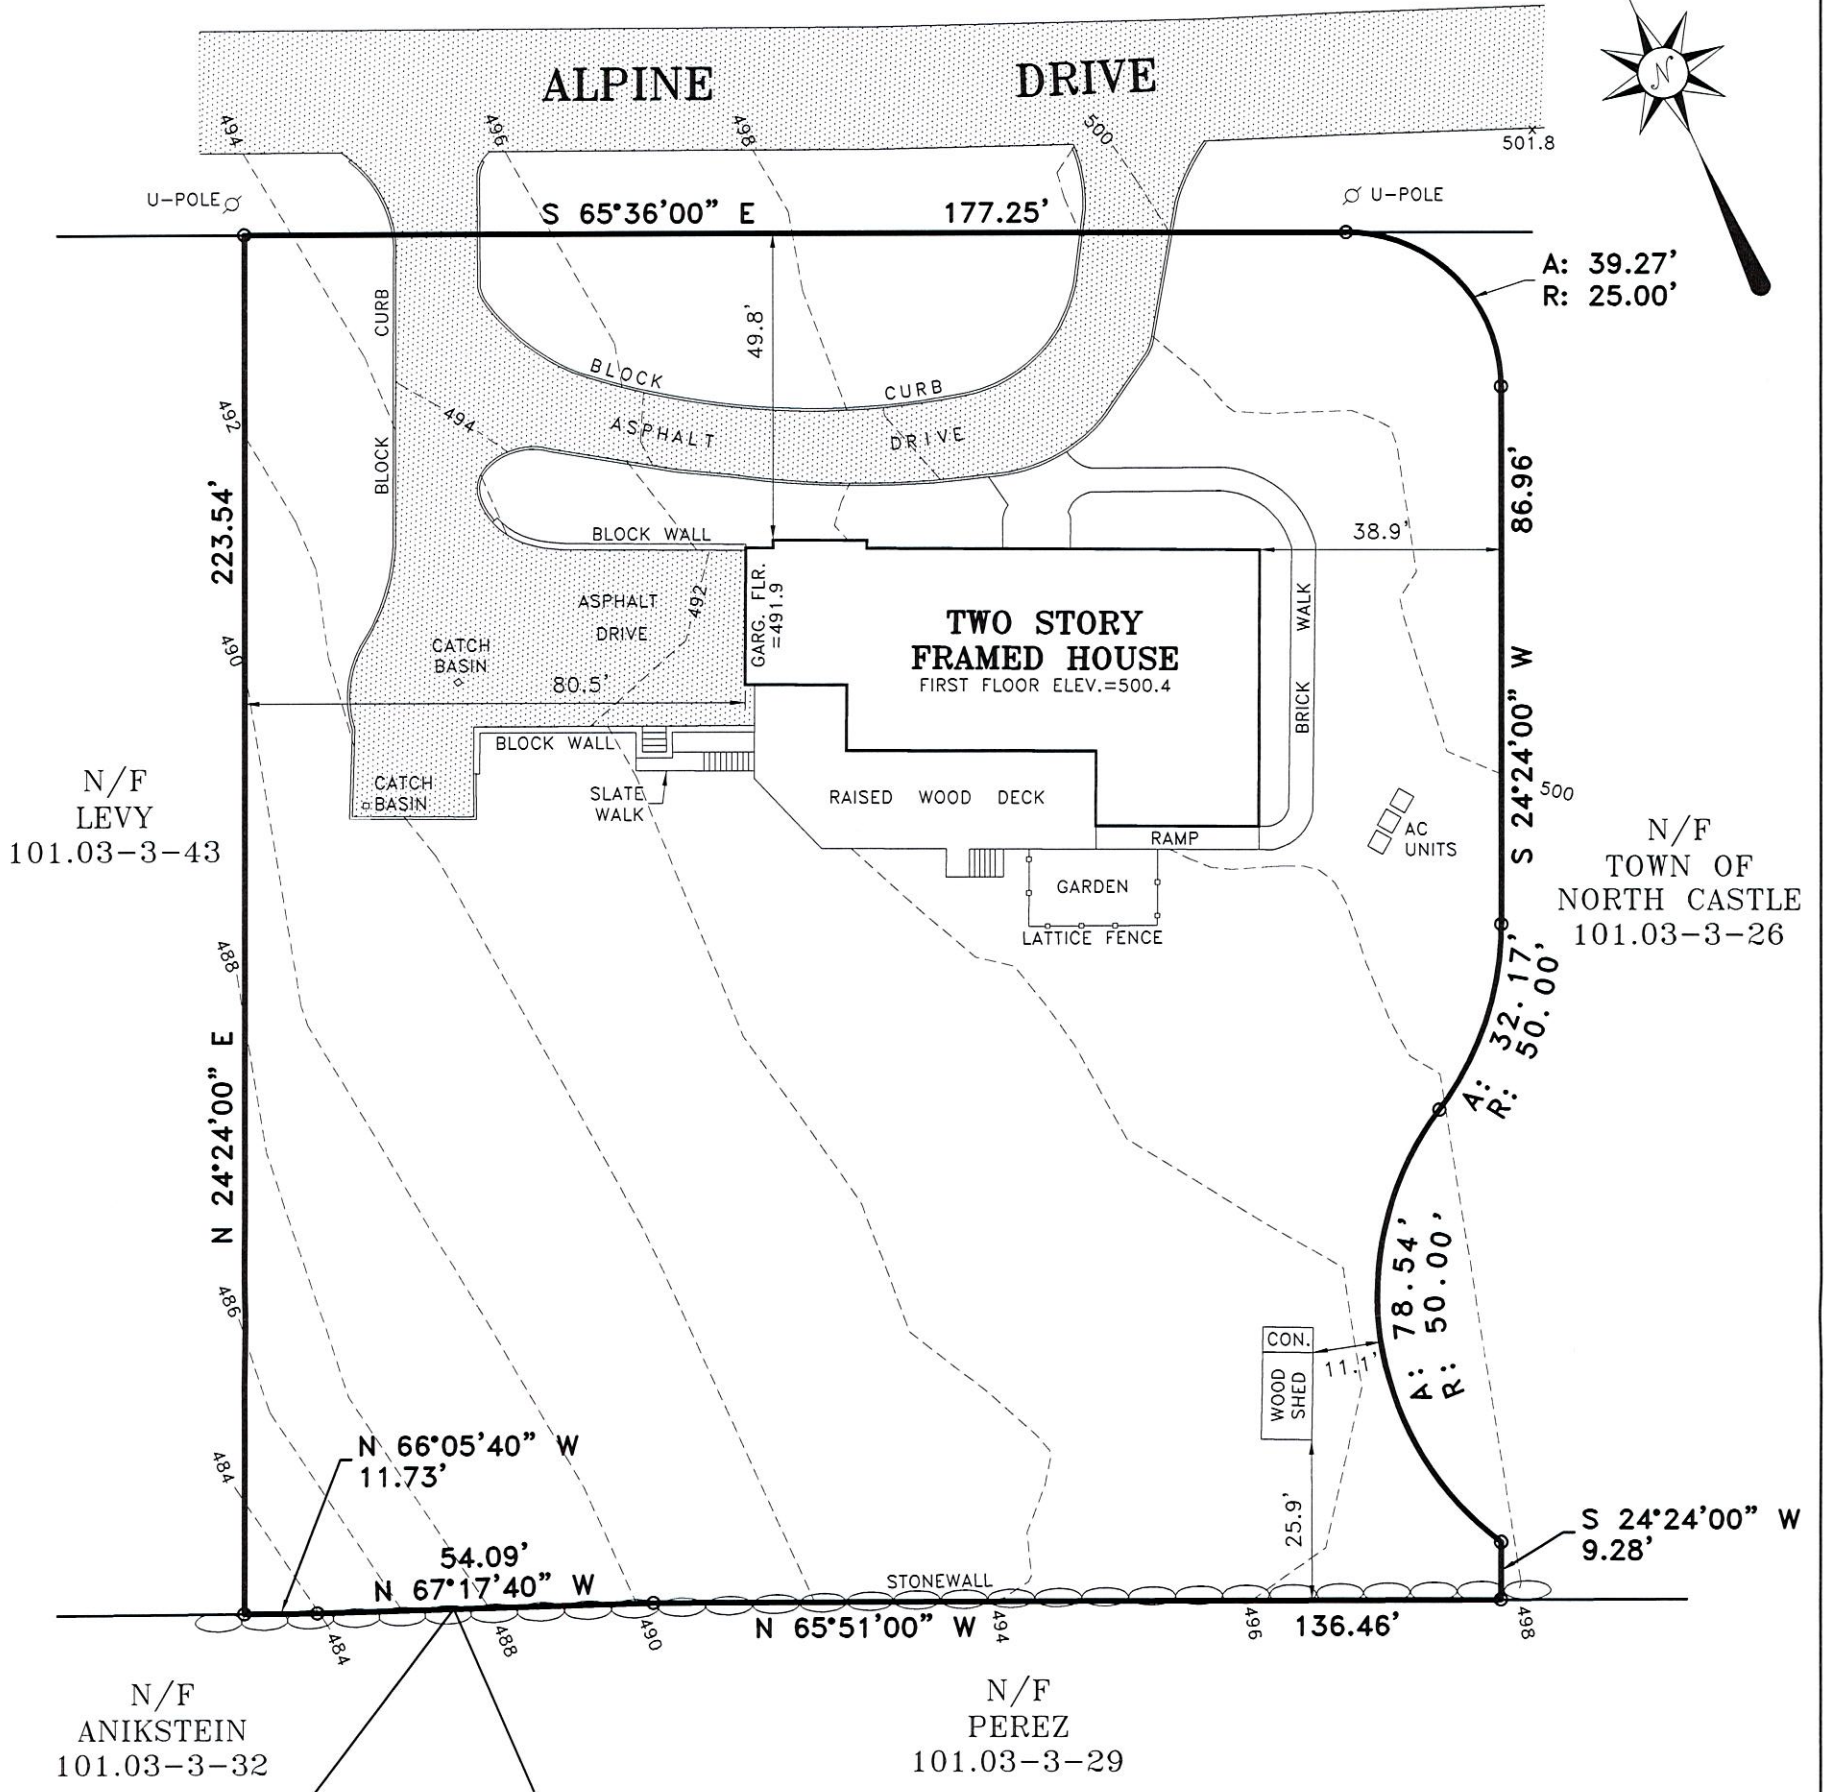 ALPINE DRIVE
N
494
496
498
500
501.8
U-POLE
U-POLE
S 65°36'00" E 177.25'
A: 39.27'
R: 25.00'
CURB
BLOCK
49.8'
BLOCK CURB
ASPHALT DRIVE
494
492
223.54'
N 24°24'00" E
BLOCK WALL
38.9'
86.96'
S 24°24'00" W
GARG. FLR.
=491.9
492
ASPHALT
DRIVE
CATCH
BASIN
80.5'
TWO STORY
FRAMED HOUSE
FIRST FLOOR ELEV.=500.4
BRICK WALK
490
BLOCK WALL
CATCH
BASIN
SLATE
WALK
RAISED WOOD DECK
RAMP
AC
UNITS
500
GARDEN
LATTICE FENCE
N/F
LEVY
101.03-3-43
N/F
TOWN OF
NORTH CASTLE
101.03-3-26
488
A: 32.17'
R: 50.00'
486
A: 78.54'
R: 50.00'
CON.
WOOD
SHED
11.1'
25.9'
484
N 66°05'40" W
11.73'
54.09'
N 67°17'40" W
STONEWALL
S 24°24'00" W
9.28'
N 65°51'00" W 136.46'
484
488
490
494
496
498
N/F
ANIKSTEIN
101.03-3-32
N/F
PEREZ
101.03-3-29